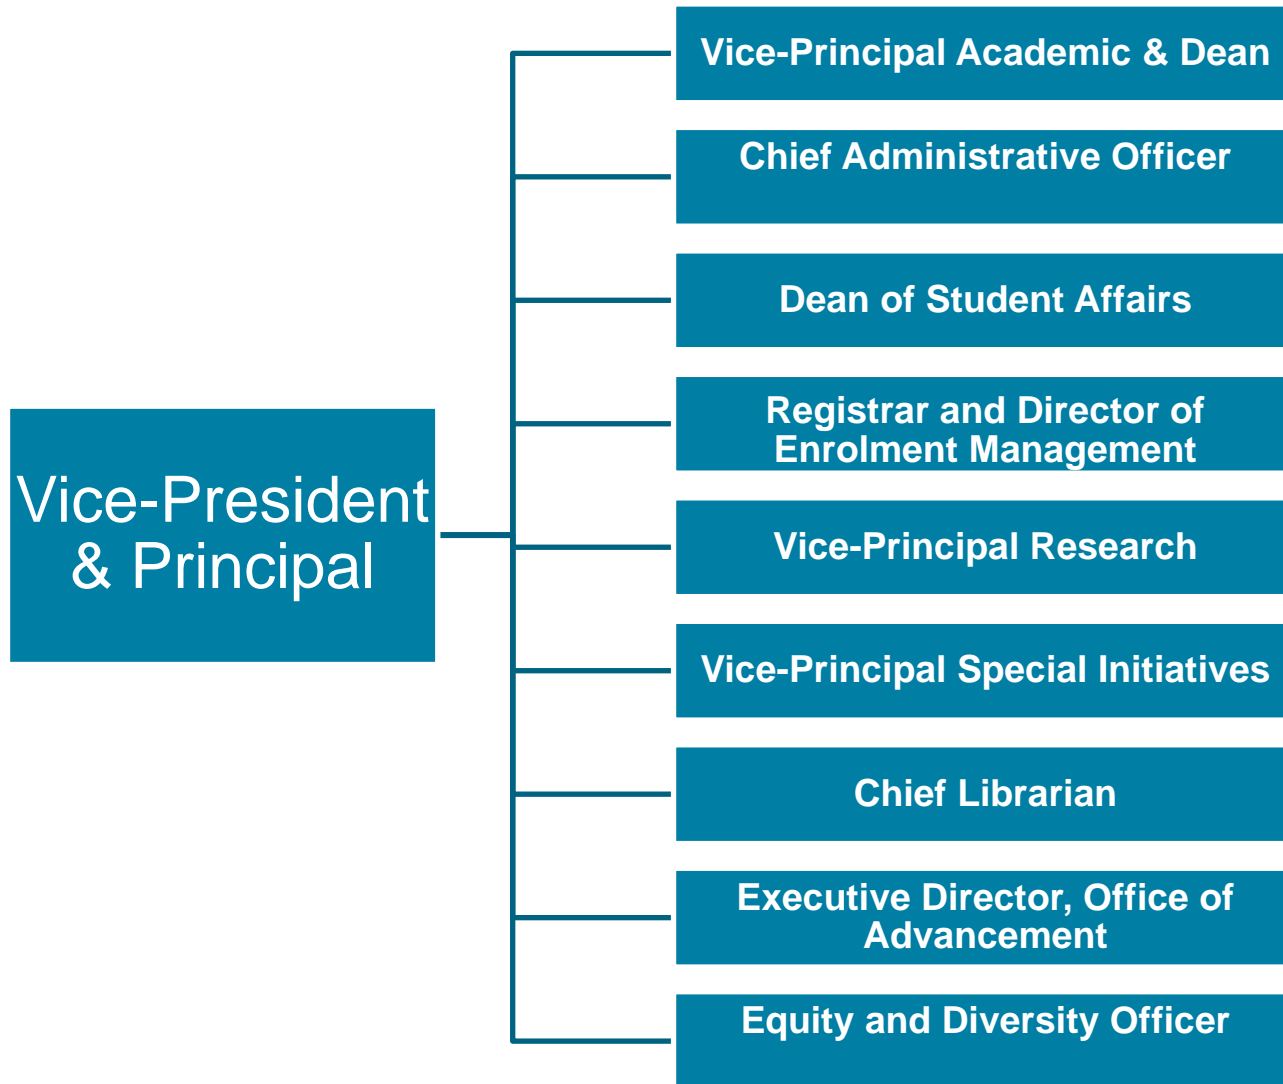 Vice-Principal Academic & Dean
Chief Administrative Officer
Dean of Student Affairs
Registrar and Director of
Enrolment Management
Vice-President
& Principal
Vice-Principal Research
Vice-Principal Special Initiatives
Chief Librarian
Executive Director, Office of
Advancement
Equity and Diversity Officer